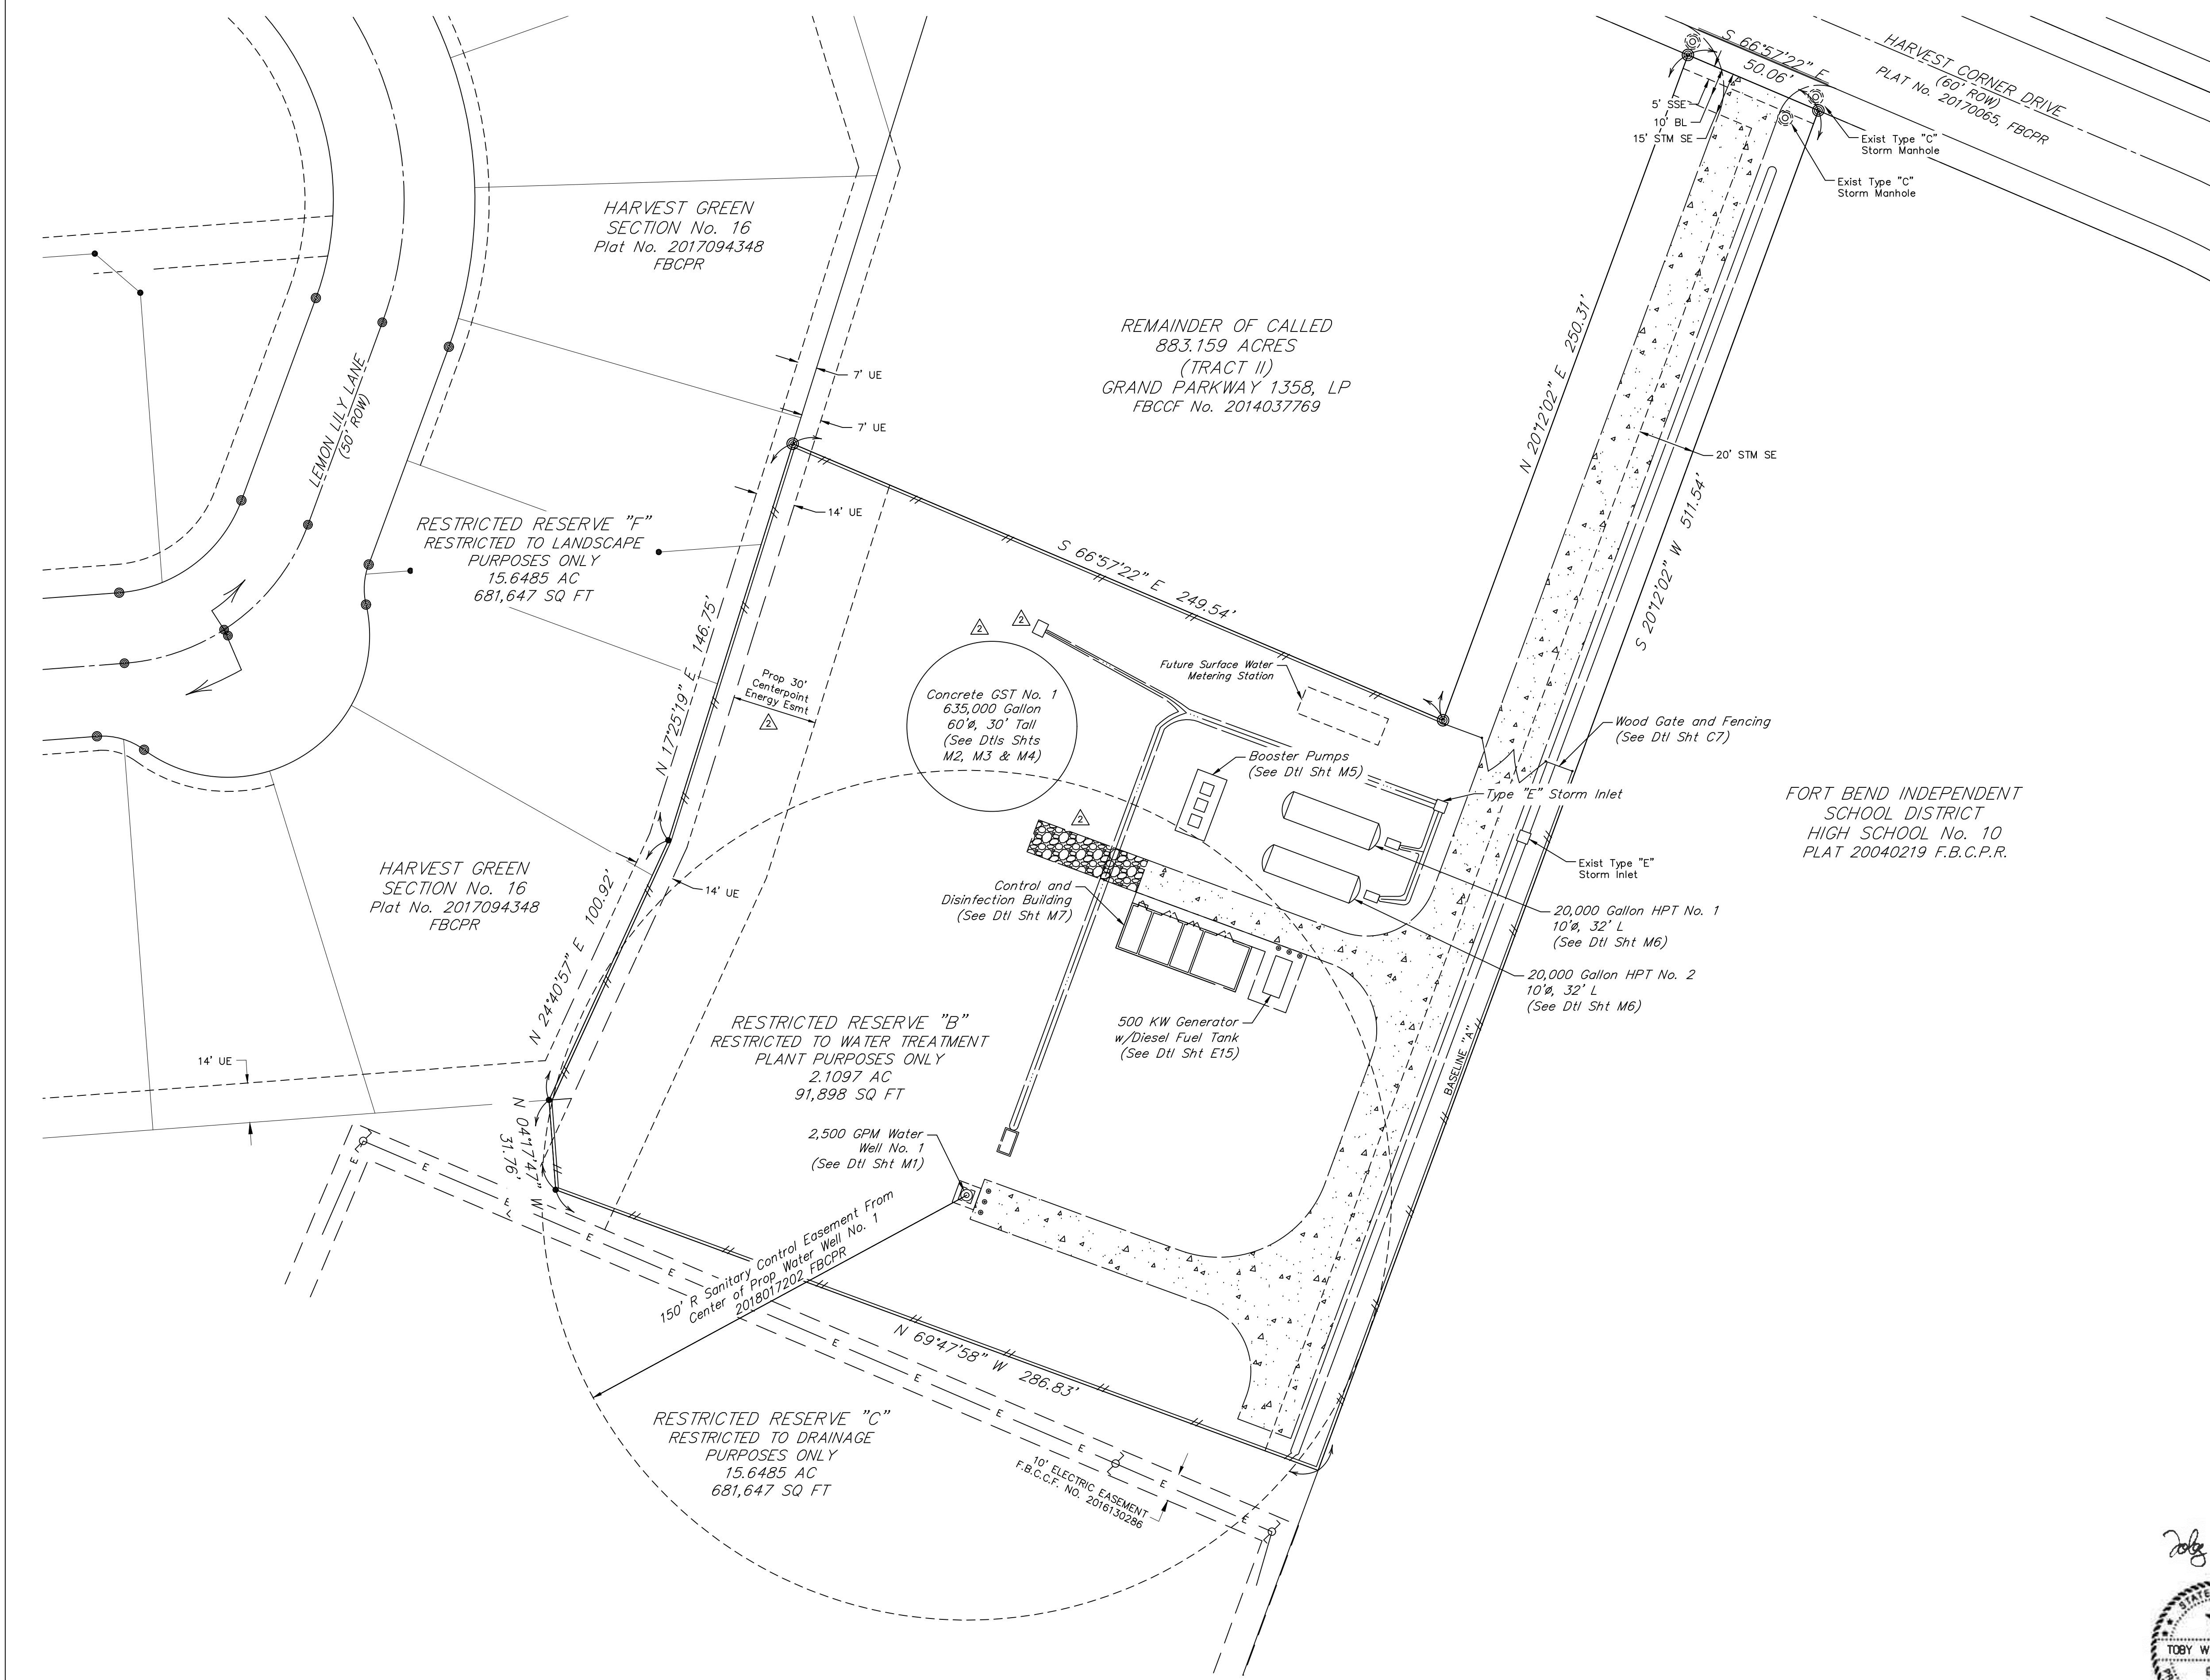 HARVEST GREEN
SECTION No. 16
Plat No. 2017094348
FBCPR
S 66°57'22" E
50.06'
HARVEST CORNER DRIVE
(60' ROW)
PLAT No. 20170065, FBCPR
5' SSE
10' BL
15' STM SE
Exist Type "C"
Storm Manhole
Exist Type "C"
Storm Manhole
REMAINDER OF CALLED
883.159 ACRES
(TRACT II)
GRAND PARKWAY 1358, LP
FBCCF No. 2014037769
7' UE
7' UE
14' UE
LEMON LILY LANE
(50' ROW)
N 20°12'02" E 250.31'
20' STM SE
S 20°12'02" W 511.54'
RESTRICTED RESERVE "F"
RESTRICTED TO LANDSCAPE
PURPOSES ONLY
15.6485 AC
681,647 SQ FT
S 66°57'22" E 249.54'
N 17°25'19" E 146.75'
Prop 30'
Centerpoint
Energy Esmt
2
2
2
Concrete GST No. 1
635,000 Gallon
60'ø, 30' Tall
(See Dtls Shts
M2, M3 & M4)
Future Surface Water
Metering Station
Wood Gate and Fencing
(See Dtl Sht C7)
Booster Pumps
(See Dtl Sht M5)
Type "E" Storm Inlet
FORT BEND INDEPENDENT
SCHOOL DISTRICT
HIGH SCHOOL No. 10
PLAT 20040219 F.B.C.P.R.
2
HARVEST GREEN
SECTION No. 16
Plat No. 2017094348
FBCPR
14' UE
Control and
Disinfection Building
(See Dtl Sht M7)
Exist Type "E"
Storm Inlet
20,000 Gallon HPT No. 1
10'ø, 32' L
(See Dtl Sht M6)
20,000 Gallon HPT No. 2
10'ø, 32' L
(See Dtl Sht M6)
N 24°40'57" E 100.92'
RESTRICTED RESERVE "B"
RESTRICTED TO WATER TREATMENT
PLANT PURPOSES ONLY
2.1097 AC
91,898 SQ FT
500 KW Generator
w/Diesel Fuel Tank
(See Dtl Sht E15)
BASELINE "A"
14' UE
N 04°17'47" W
31.76'
2,500 GPM Water
Well No. 1
(See Dtl Sht M1)
E
E
E
E
E
E
E
E
E
E
150' R Sanitary Control Easement From
Center of Prop Water Well No. 1
2018017202 FBCPR
N 69°47'58" W 286.83'
RESTRICTED RESERVE "C"
RESTRICTED TO DRAINAGE
PURPOSES ONLY
15.6485 AC
681,647 SQ FT
10' ELECTRIC EASEMENT
F.B.C.C.F. NO. 2016130286
Toby
STATE
TOBY W